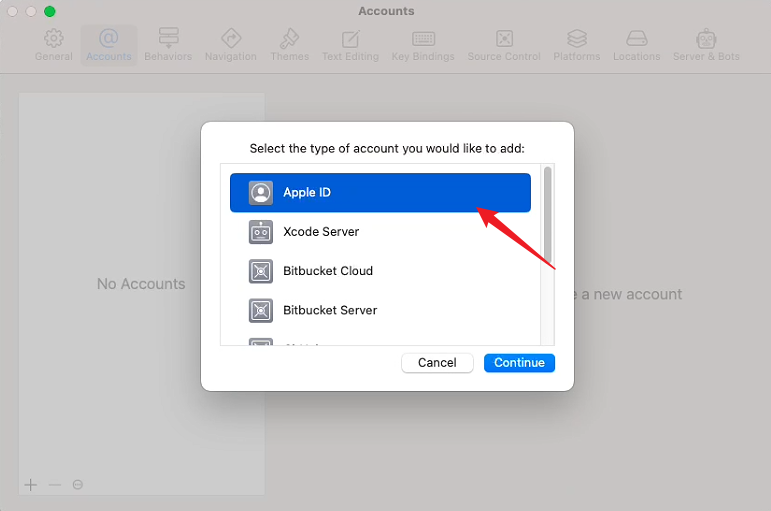 Accounts
General
Accounts
Behaviors
Navigation
Themes
Text Editing
Key Bindings
Source Control
Platforms
Locations
Server & Bots
Select the type of account you would like to add:
Apple ID
Xcode Server
Bitbucket Cloud
Bitbucket Server
No Accounts
a new account
Cancel
Continue